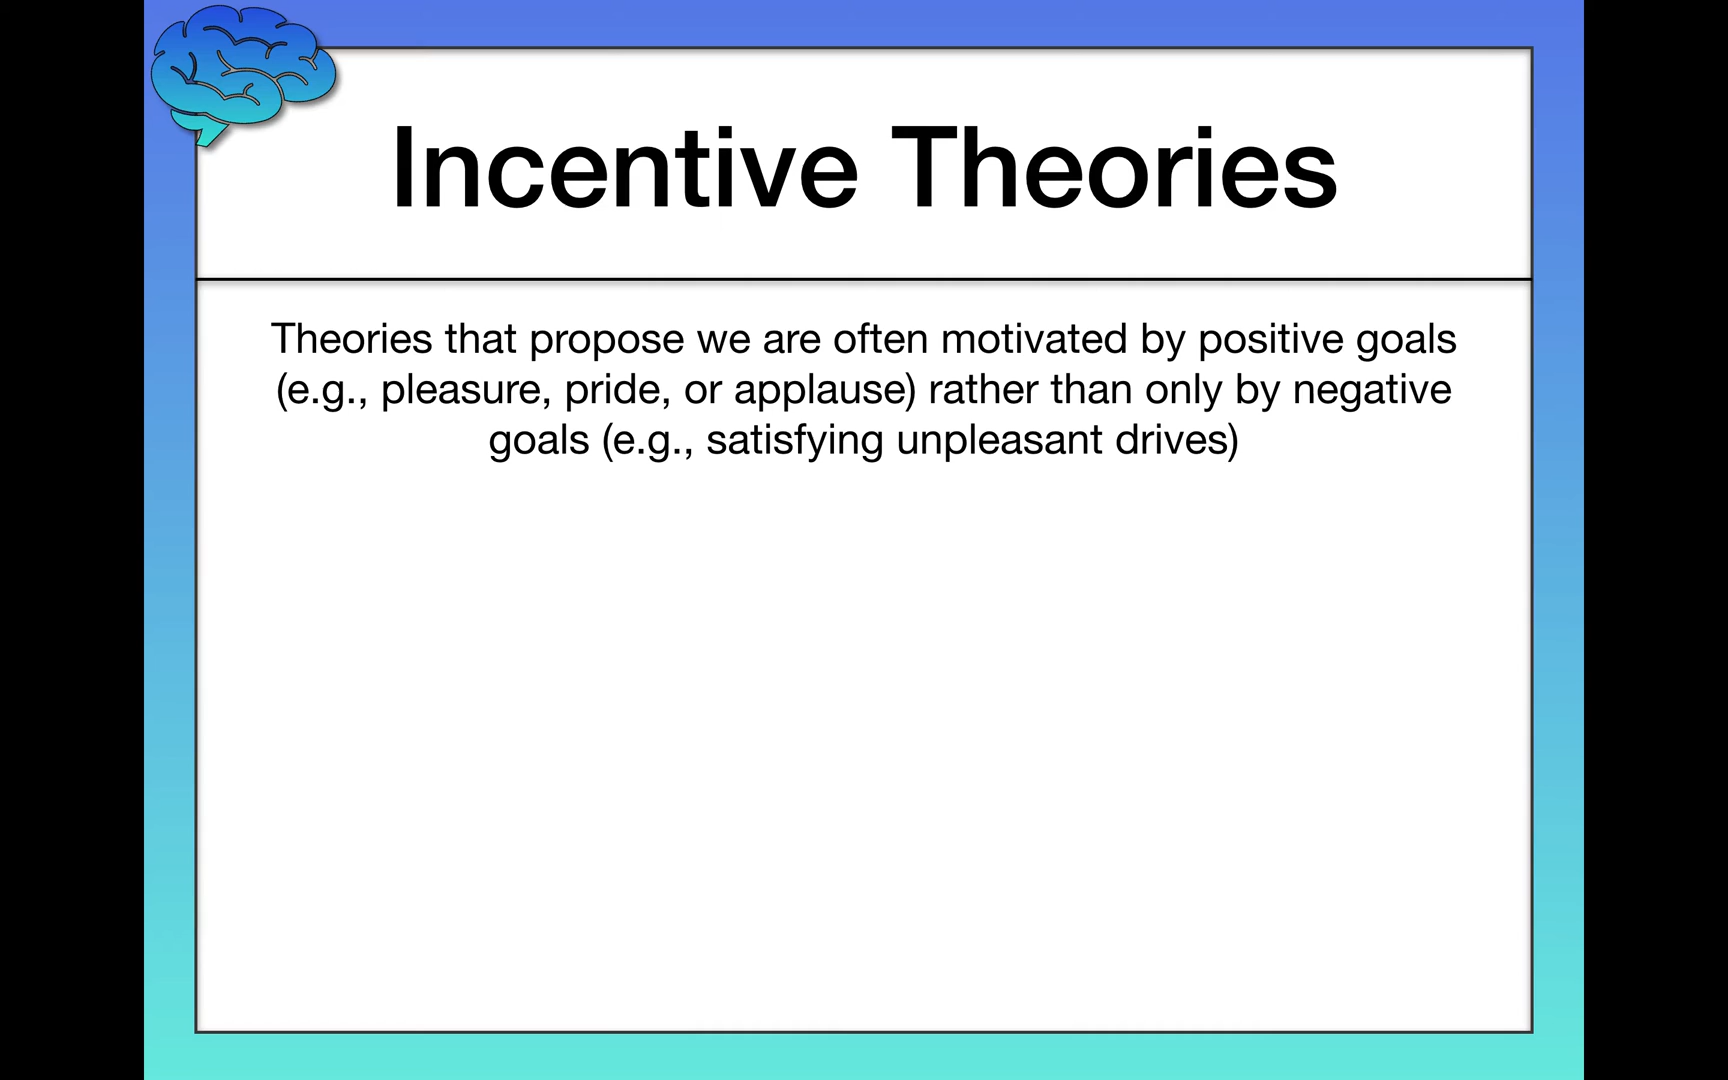 Incentive Theories
Theories that propose we are often motivated by positive goals
(e.g., pleasure, pride, or applause) rather than only by negative
goals (e.g., satisfying unpleasant drives)